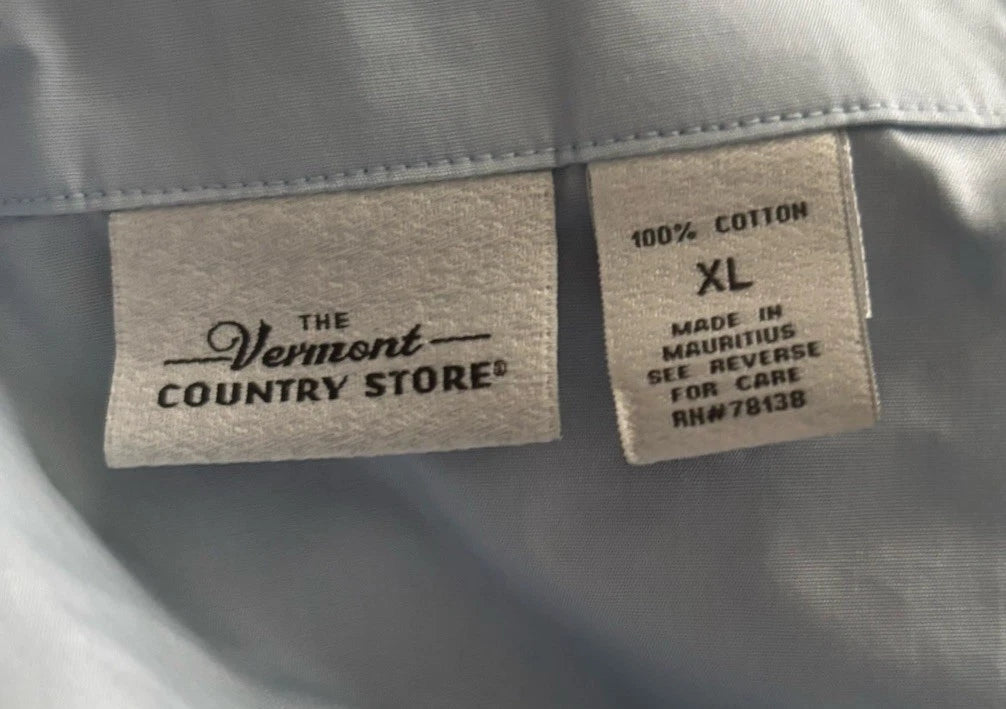 THE
Vermont
COUNTRY STORE®
100% COTTON
XL
MADE IN
MAURITIUS
SEE REVERSE
FOR CARE
RN#78138